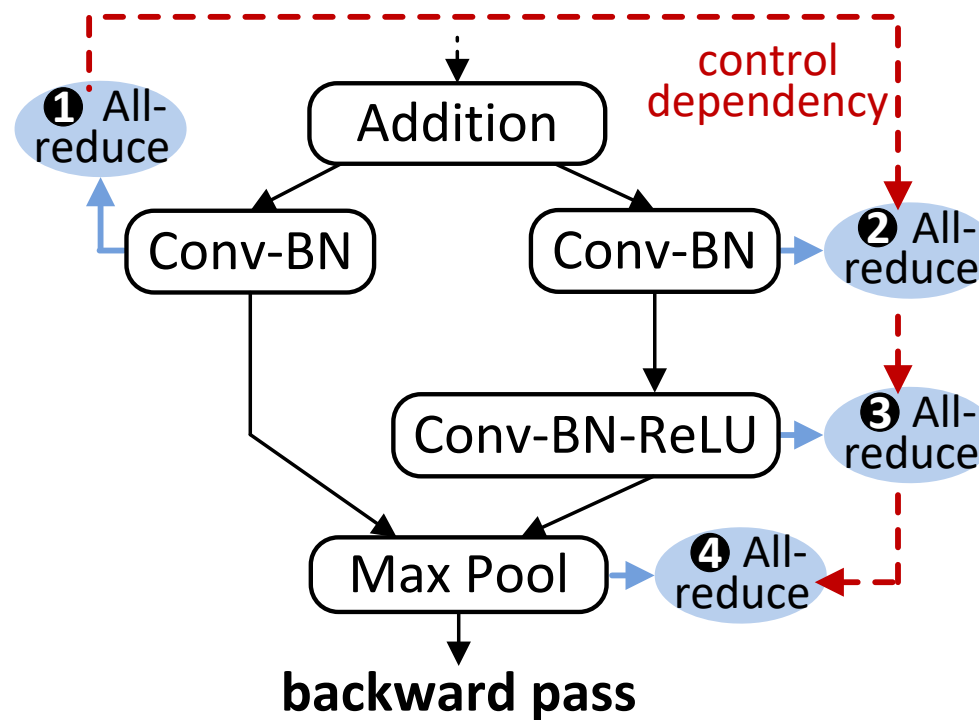 control
dependency
❶ All-
reduce
Addition
Conv-BN
Conv-BN
❷ All-
reduce
Conv-BN-ReLU
❸ All-
reduce
Max Pool
❹ All-
reduce
backward pass